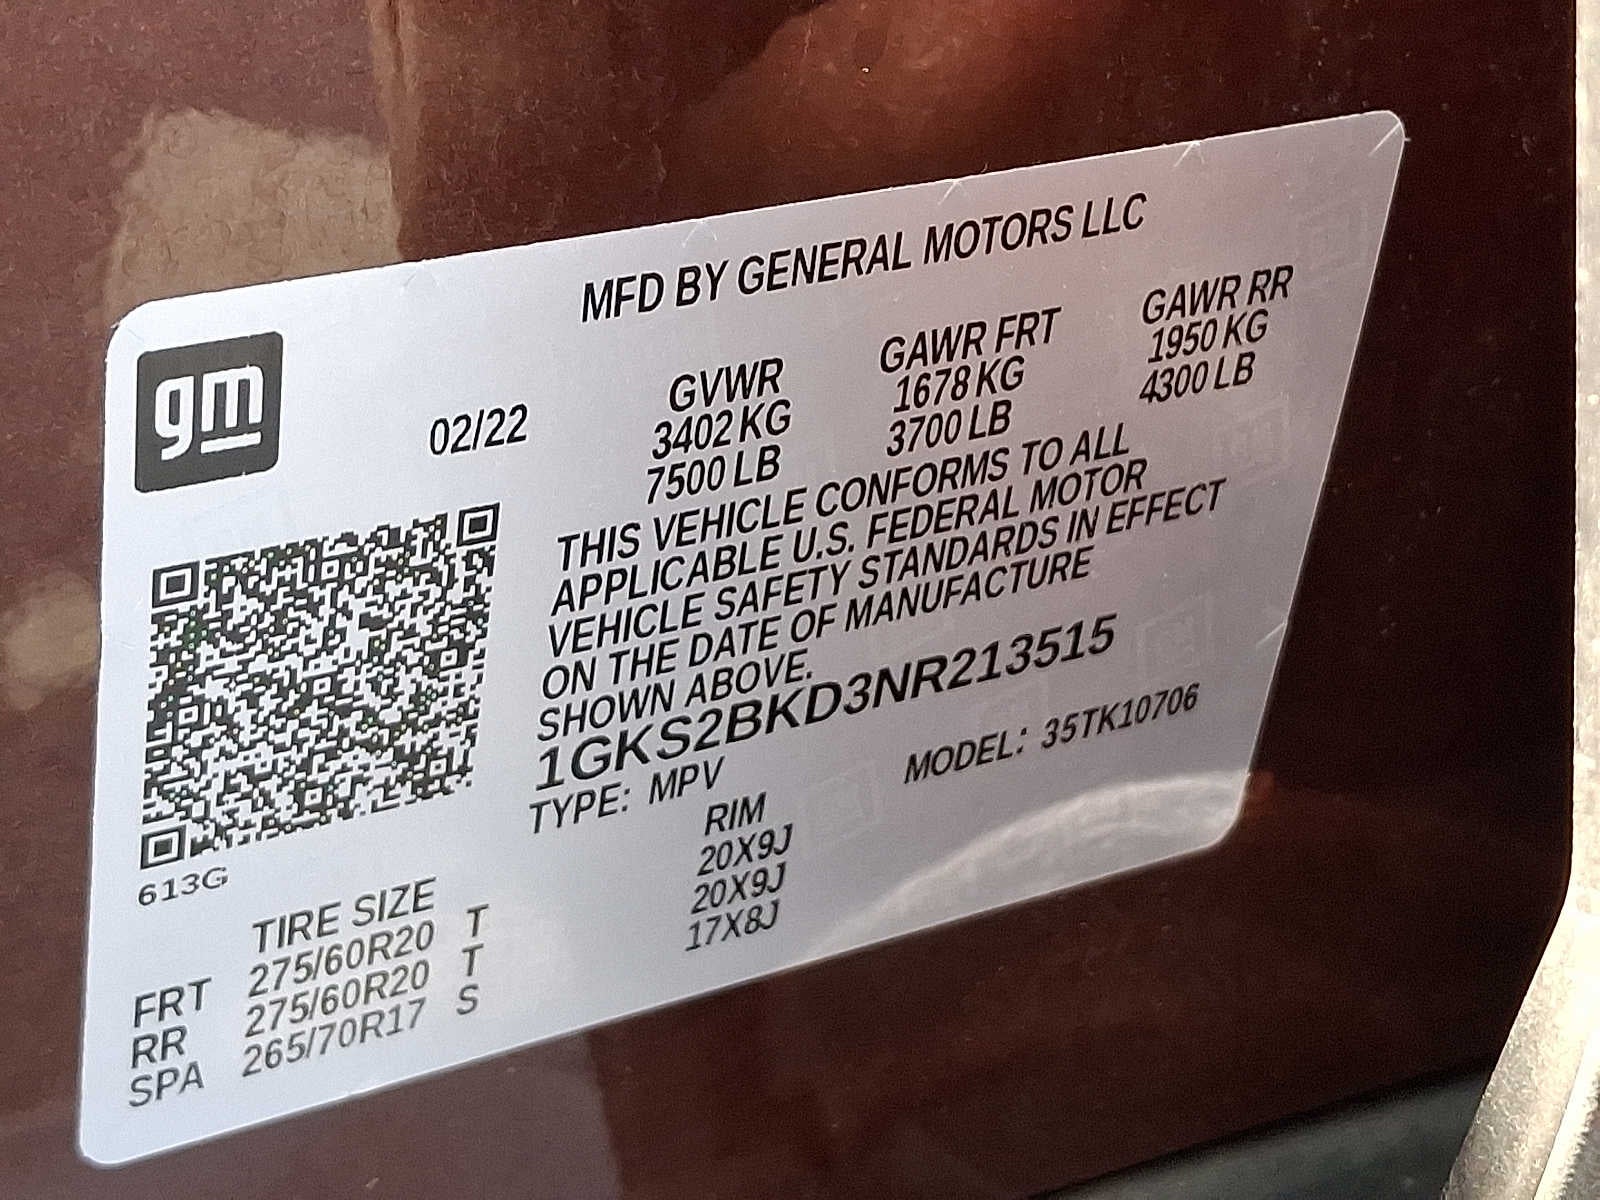 MFD BY GENERAL MOTORS LLC
gm
02/22
GVWR GAWR FRT GAWR RR
3402 KG 1678 KG 1950 KG
7500 LB 3700 LB 4300 LB
THIS VEHICLE CONFORMS TO ALL
APPLICABLE U.S. FEDERAL MOTOR
VEHICLE SAFETY STANDARDS IN EFFECT
ON THE DATE OF MANUFACTURE
SHOWN ABOVE.
1GKS2BKD3NR213515
TYPE: MPV MODEL: 35TK10706
613G
TIRE SIZE RIM
FRT 275/60R20 T 20X9J
RR 275/60R20 T 20X9J
SPA 265/70R17 S 17X8J